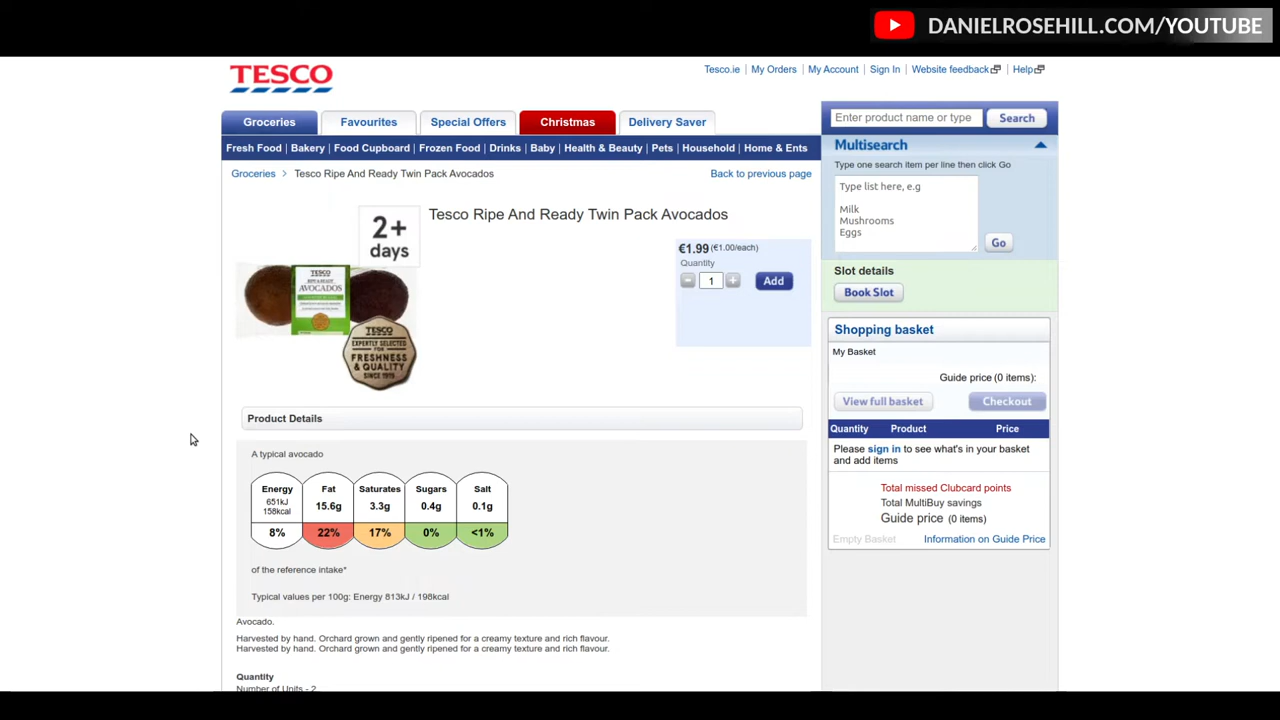 DANIELROSEHILL.COM/YOUTUBE
TESCO
Tesco.ie | My Orders | My Account | Sign In | Website feedback | Help
Groceries Favourites Special Offers Christmas Delivery Saver
Enter product name or type Search
Fresh Food | Bakery | Food Cupboard | Frozen Food | Drinks | Baby | Health & Beauty | Pets | Household | Home & Ents
Multisearch
Type one search item per line then click Go
Groceries > Tesco Ripe And Ready Twin Pack Avocados Back to previous page
Type list here, e.g
Milk
Mushrooms
Eggs
Go
2+
days
Tesco Ripe And Ready Twin Pack Avocados
€1.99 (€1.00/each)
Quantity
- 1 + Add
TESCO
RIPE & READY
AVOCADOS
TESCO
EXPERTLY SELECTED
FOR
FRESHNESS
& QUALITY
SINCE 1919
Slot details
Book Slot
Shopping basket
My Basket
Guide price (0 items):
View full basket Checkout
Quantity Product Price
Please sign in to see what's in your basket
and add items
Total missed Clubcard points
Total MultiBuy savings
Guide price (0 items)
Empty Basket Information on Guide Price
Product Details
A typical avocado
Energy Fat Saturates Sugars Salt
651kJ
158kcal 15.6g 3.3g 0.4g 0.1g
8% 22% 17% 0% <1%
of the reference intake*
Typical values per 100g: Energy 813kJ / 198kcal
Avocado.
Harvested by hand. Orchard grown and gently ripened for a creamy texture and rich flavour.
Harvested by hand. Orchard grown and gently ripened for a creamy texture and rich flavour.
Quantity
Number of Units - 2